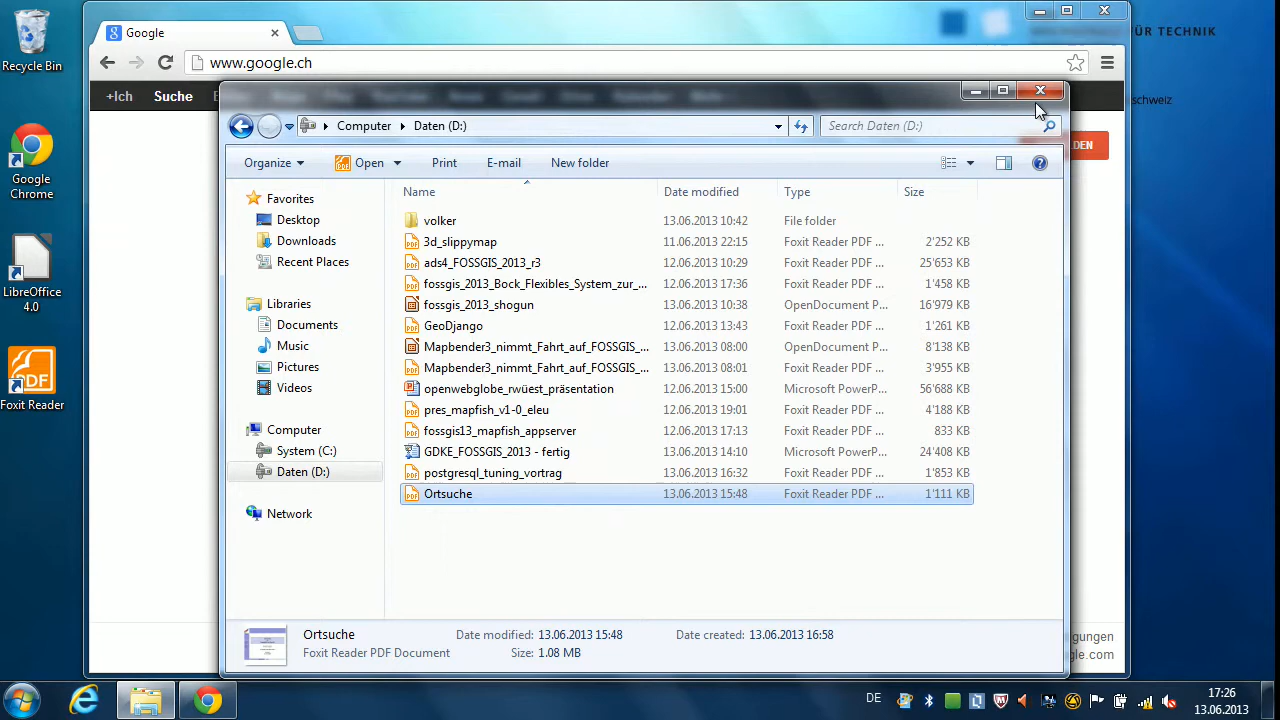 Recycle Bin
Google Chrome
LibreOffice 4.0
PDF
Foxit Reader
Google
www.google.ch
+Ich Suche
ÜR TECHNIK
schweiz
DEN
Computer Daten (D:)
Search Daten (D:)
Organize Open Print E-mail New folder
Name Date modified Type Size
Favorites
Desktop
Downloads
Recent Places
Libraries
Documents
Music
Pictures
Videos
Computer
System (C:)
Daten (D:)
Network
volker 13.06.2013 10:42 File folder
3d_slippymap 11.06.2013 22:15 Foxit Reader PDF ... 2'252 KB
ads4_FOSSGIS_2013_r3 12.06.2013 10:29 Foxit Reader PDF ... 25'653 KB
fossgis_2013_Bock_Flexibles_System_zur_... 12.06.2013 17:36 Foxit Reader PDF ... 1'458 KB
fossgis_2013_shogun 13.06.2013 10:38 OpenDocument P... 16'979 KB
GeoDjango 12.06.2013 13:43 Foxit Reader PDF ... 1'261 KB
Mapbender3_nimmt_Fahrt_auf_FOSSGIS_... 13.06.2013 08:00 OpenDocument P... 8'138 KB
Mapbender3_nimmt_Fahrt_auf_FOSSGIS_... 13.06.2013 08:01 Foxit Reader PDF ... 3'955 KB
openwebglobe_rwüest_präsentation 12.06.2013 15:00 Microsoft PowerP... 56'688 KB
pres_mapfish_v1-0_eleu 12.06.2013 19:01 Foxit Reader PDF ... 4'188 KB
fossgis13_mapfish_appserver 12.06.2013 17:13 Foxit Reader PDF ... 833 KB
GDKE_FOSSGIS_2013 - fertig 13.06.2013 14:10 Microsoft PowerP... 24'408 KB
postgresql_tuning_vortrag 13.06.2013 16:32 Foxit Reader PDF ... 1'853 KB
Ortsuche 13.06.2013 15:48 Foxit Reader PDF ... 1'111 KB
Ortsuche Date modified: 13.06.2013 15:48 Date created: 13.06.2013 16:58
Foxit Reader PDF Document Size: 1.08 MB
gungen
gle.com
DE
17:26
13.06.2013